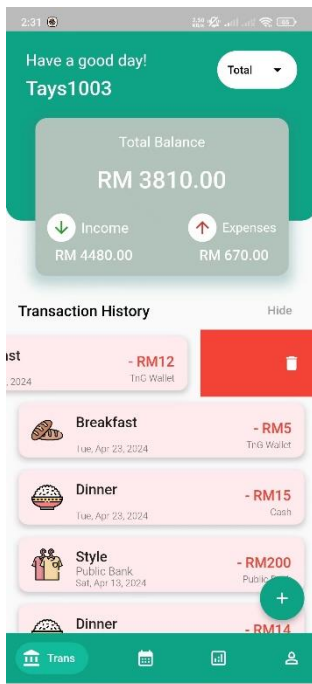 2:31
Have a good day!
Tays1003
Total
Total Balance
RM 3810.00
Income
Expenses
RM 4480.00
RM 670.00
Transaction History
Hide
ast
- RM12
, 2024
TnG Wallet
Breakfast
- RM5
Tue, Apr 23, 2024
TnG Wallet
Dinner
- RM15
Tue, Apr 23, 2024
Cash
Style
- RM200
Public Bank
Public
Sat, Apr 13, 2024
+
Dinner
- RM14
Trans